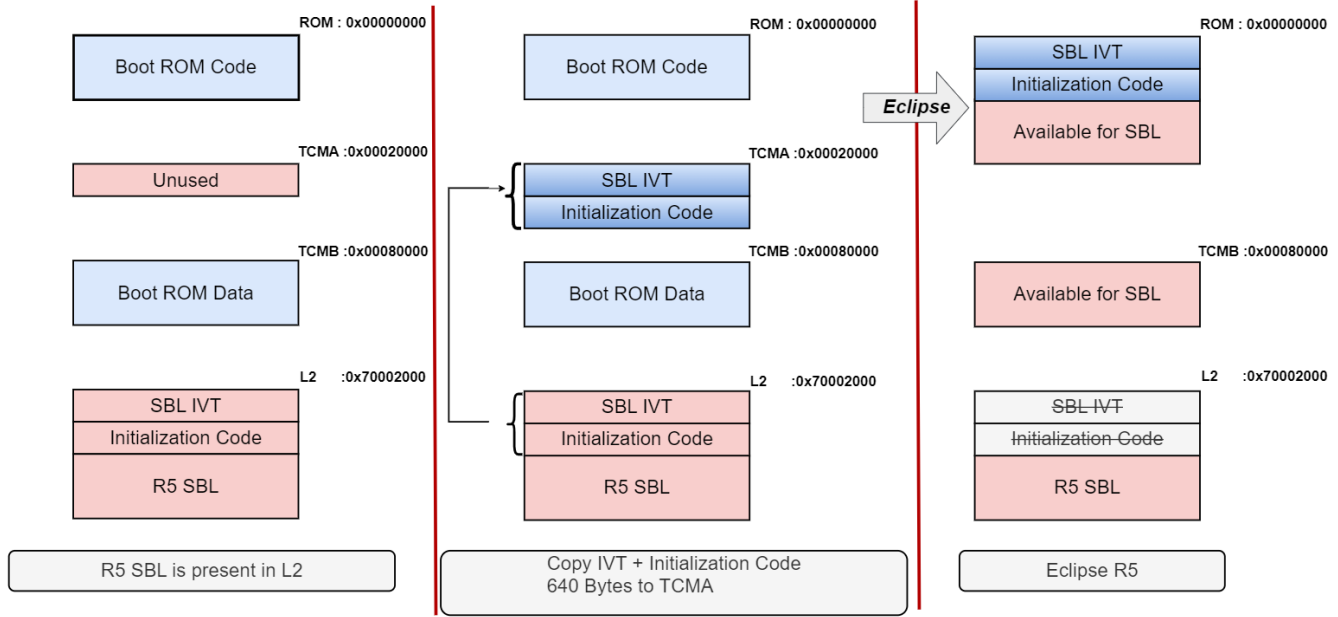 ROM : 0x00000000
Boot ROM Code
TCMA :0x00020000
Unused
TCMB :0x00080000
Boot ROM Data
L2 :0x70002000
SBL IVT
Initialization Code
R5 SBL
R5 SBL is present in L2
ROM : 0x00000000
Boot ROM Code
TCMA :0x00020000
SBL IVT
Initialization Code
TCMB :0x00080000
Boot ROM Data
L2 :0x70002000
SBL IVT
Initialization Code
R5 SBL
Copy IVT + Initialization Code
640 Bytes to TCMA
Eclipse
ROM : 0x00000000
SBL IVT
Initialization Code
Available for SBL
TCMB :0x00080000
Available for SBL
L2 :0x70002000
SBL IVT
Initialization Code
R5 SBL
Eclipse R5